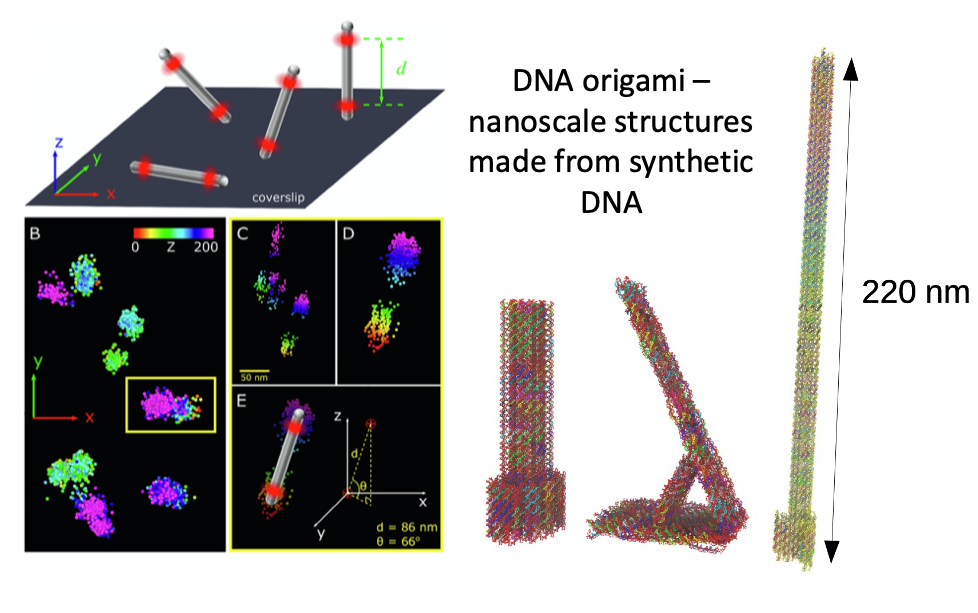 d
z
y
x
coverslip
B
0 Z 200
y
x
C
50 nm
D
E
z
d
θ
x
y
d = 86 nm
θ = 66°
DNA origami –
nanoscale structures
made from synthetic
DNA
220 nm